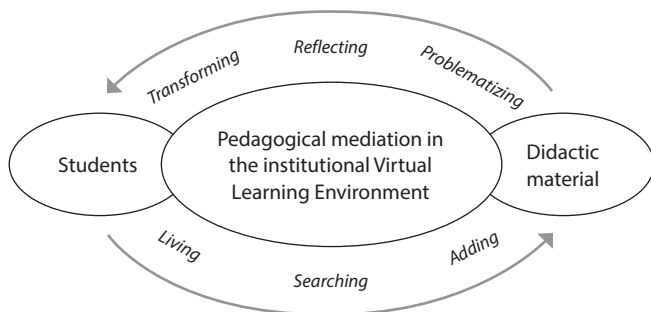 Reflecting
Transforming
Problematizing
Students
Pedagogical mediation in
the institutional Virtual
Learning Environment
Didactic
material
Living
Searching
Adding